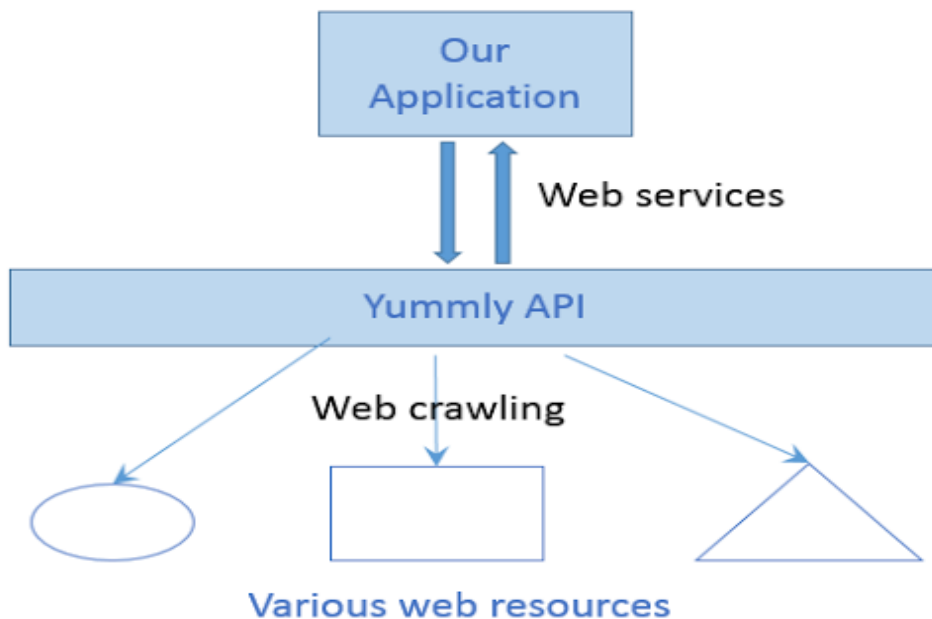 Our
Application
Web services
Yummly API
Web crawling
Various web resources